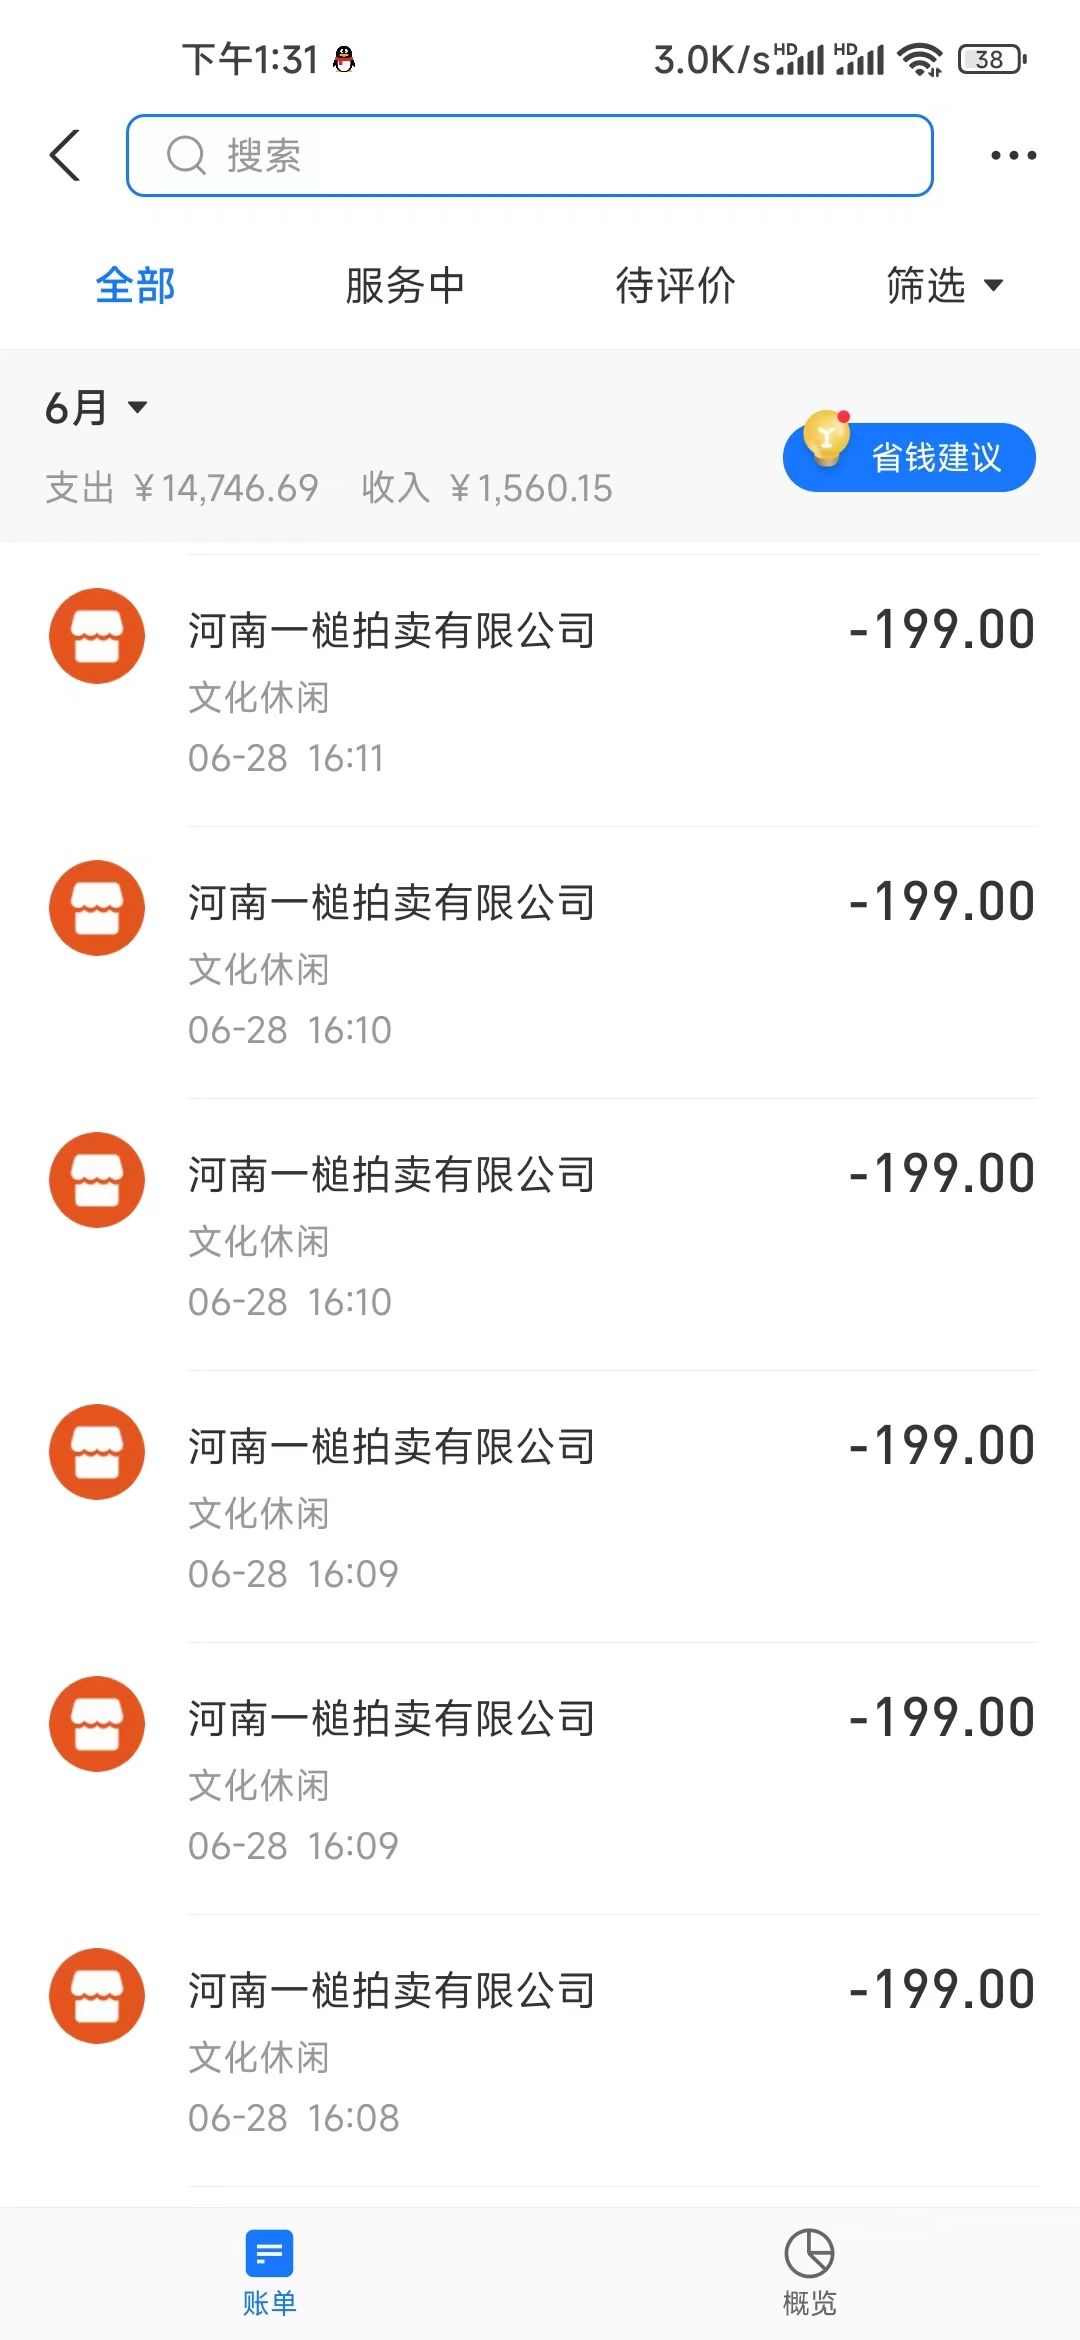 下午1:31 3.0K/s HD HD 38
搜索
全部 服务中 待评价 筛选
6月
省钱建议
支出 ¥14,746.69 收入 ¥1,560.15
河南一槌拍卖有限公司 -199.00
文化休闲
06-28 16:11
河南一槌拍卖有限公司 -199.00
文化休闲
06-28 16:10
河南一槌拍卖有限公司 -199.00
文化休闲
06-28 16:10
河南一槌拍卖有限公司 -199.00
文化休闲
06-28 16:09
河南一槌拍卖有限公司 -199.00
文化休闲
06-28 16:09
河南一槌拍卖有限公司 -199.00
文化休闲
06-28 16:08
账单 概览